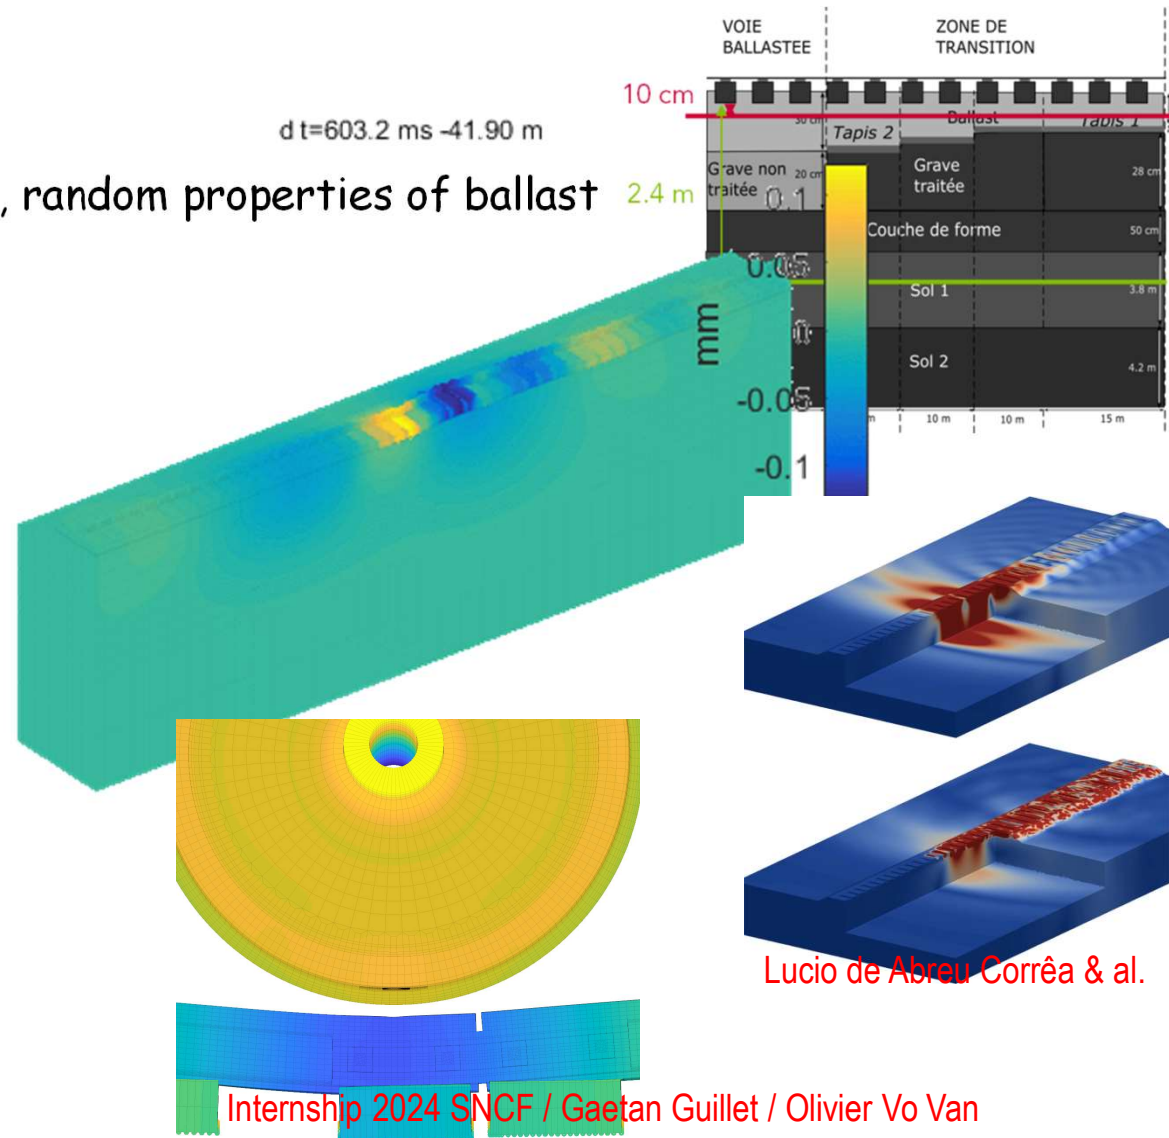 VOIE
BALLASTEE
ZONE DE
TRANSITION
10 cm
d t=603.2 ms -41.90 m
30 cm
Tapis 2
Ballast
Tapis 1
, random properties of ballast
Grave non
traitée
20 cm
Grave
traitée
28 cm
2.4 m
0.1
Couche de forme
50 cm
0.05
mm
Sol 1
3.8 m
0
Sol 2
4.2 m
-0.05
m
10 m
10 m
15 m
-0.1
Lucio de Abreu Corrêa & al.
Internship 2024 SNCF / Gaetan Guillet / Olivier Vo Van